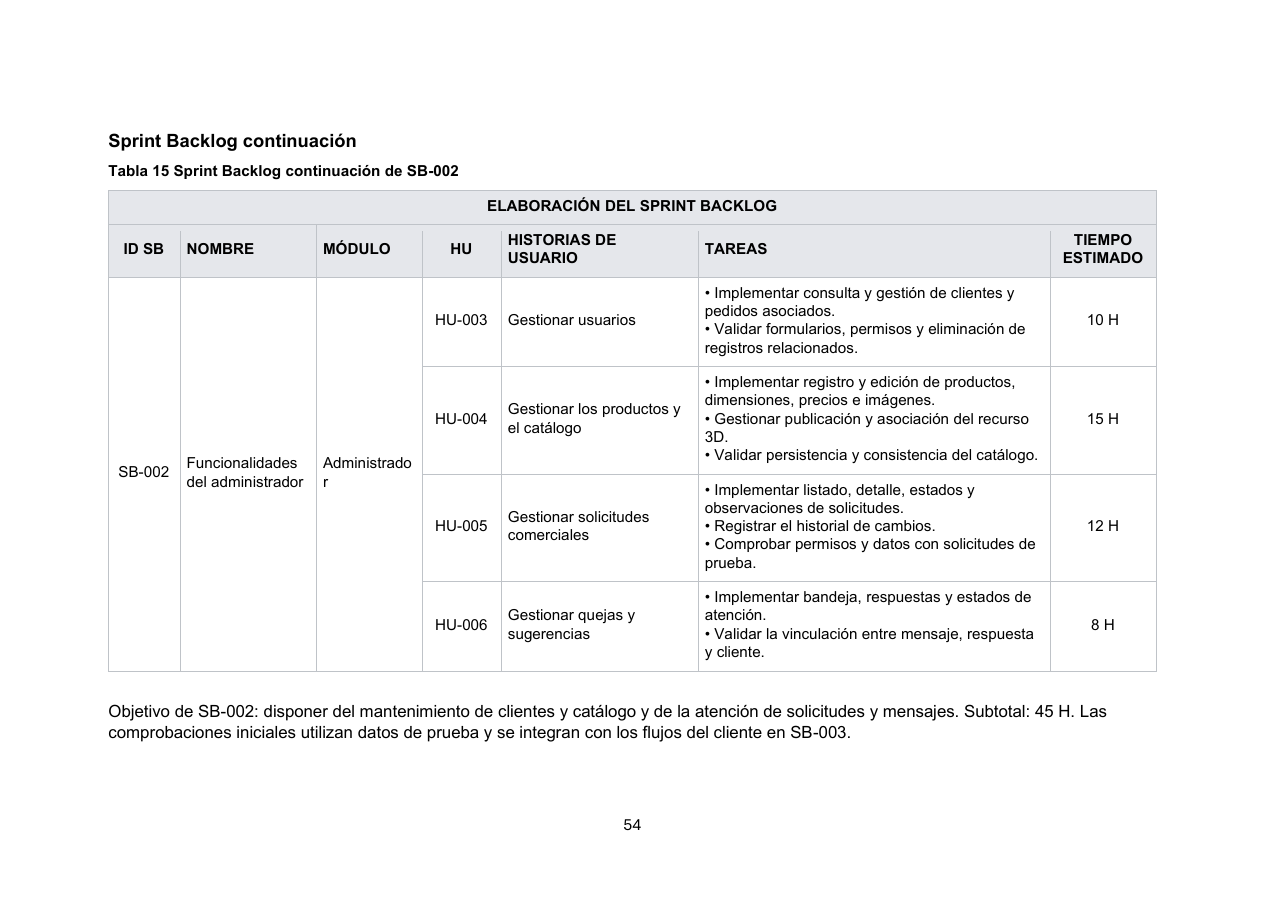 Sprint Backlog continuación
Tabla 15 Sprint Backlog continuación de SB-002
ELABORACIÓN DEL SPRINT BACKLOG
ID SB
NOMBRE
MÓDULO
HU
HISTORIAS DE
USUARIO
TAREAS
TIEMPO
ESTIMADO
SB-002
Funcionalidades
del administrador
Administrado
r
HU-003
Gestionar usuarios
• Implementar consulta y gestión de clientes y
pedidos asociados.
• Validar formularios, permisos y eliminación de
registros relacionados.
10 H
HU-004
Gestionar los productos y
el catálogo
• Implementar registro y edición de productos,
dimensiones, precios e imágenes.
• Gestionar publicación y asociación del recurso
3D.
• Validar persistencia y consistencia del catálogo.
15 H
HU-005
Gestionar solicitudes
comerciales
• Implementar listado, detalle, estados y
observaciones de solicitudes.
• Registrar el historial de cambios.
• Comprobar permisos y datos con solicitudes de
prueba.
12 H
HU-006
Gestionar quejas y
sugerencias
• Implementar bandeja, respuestas y estados de
atención.
• Validar la vinculación entre mensaje, respuesta
y cliente.
8 H
Objetivo de SB-002: disponer del mantenimiento de clientes y catálogo y de la atención de solicitudes y mensajes. Subtotal: 45 H. Las
comprobaciones iniciales utilizan datos de prueba y se integran con los flujos del cliente en SB-003.
54